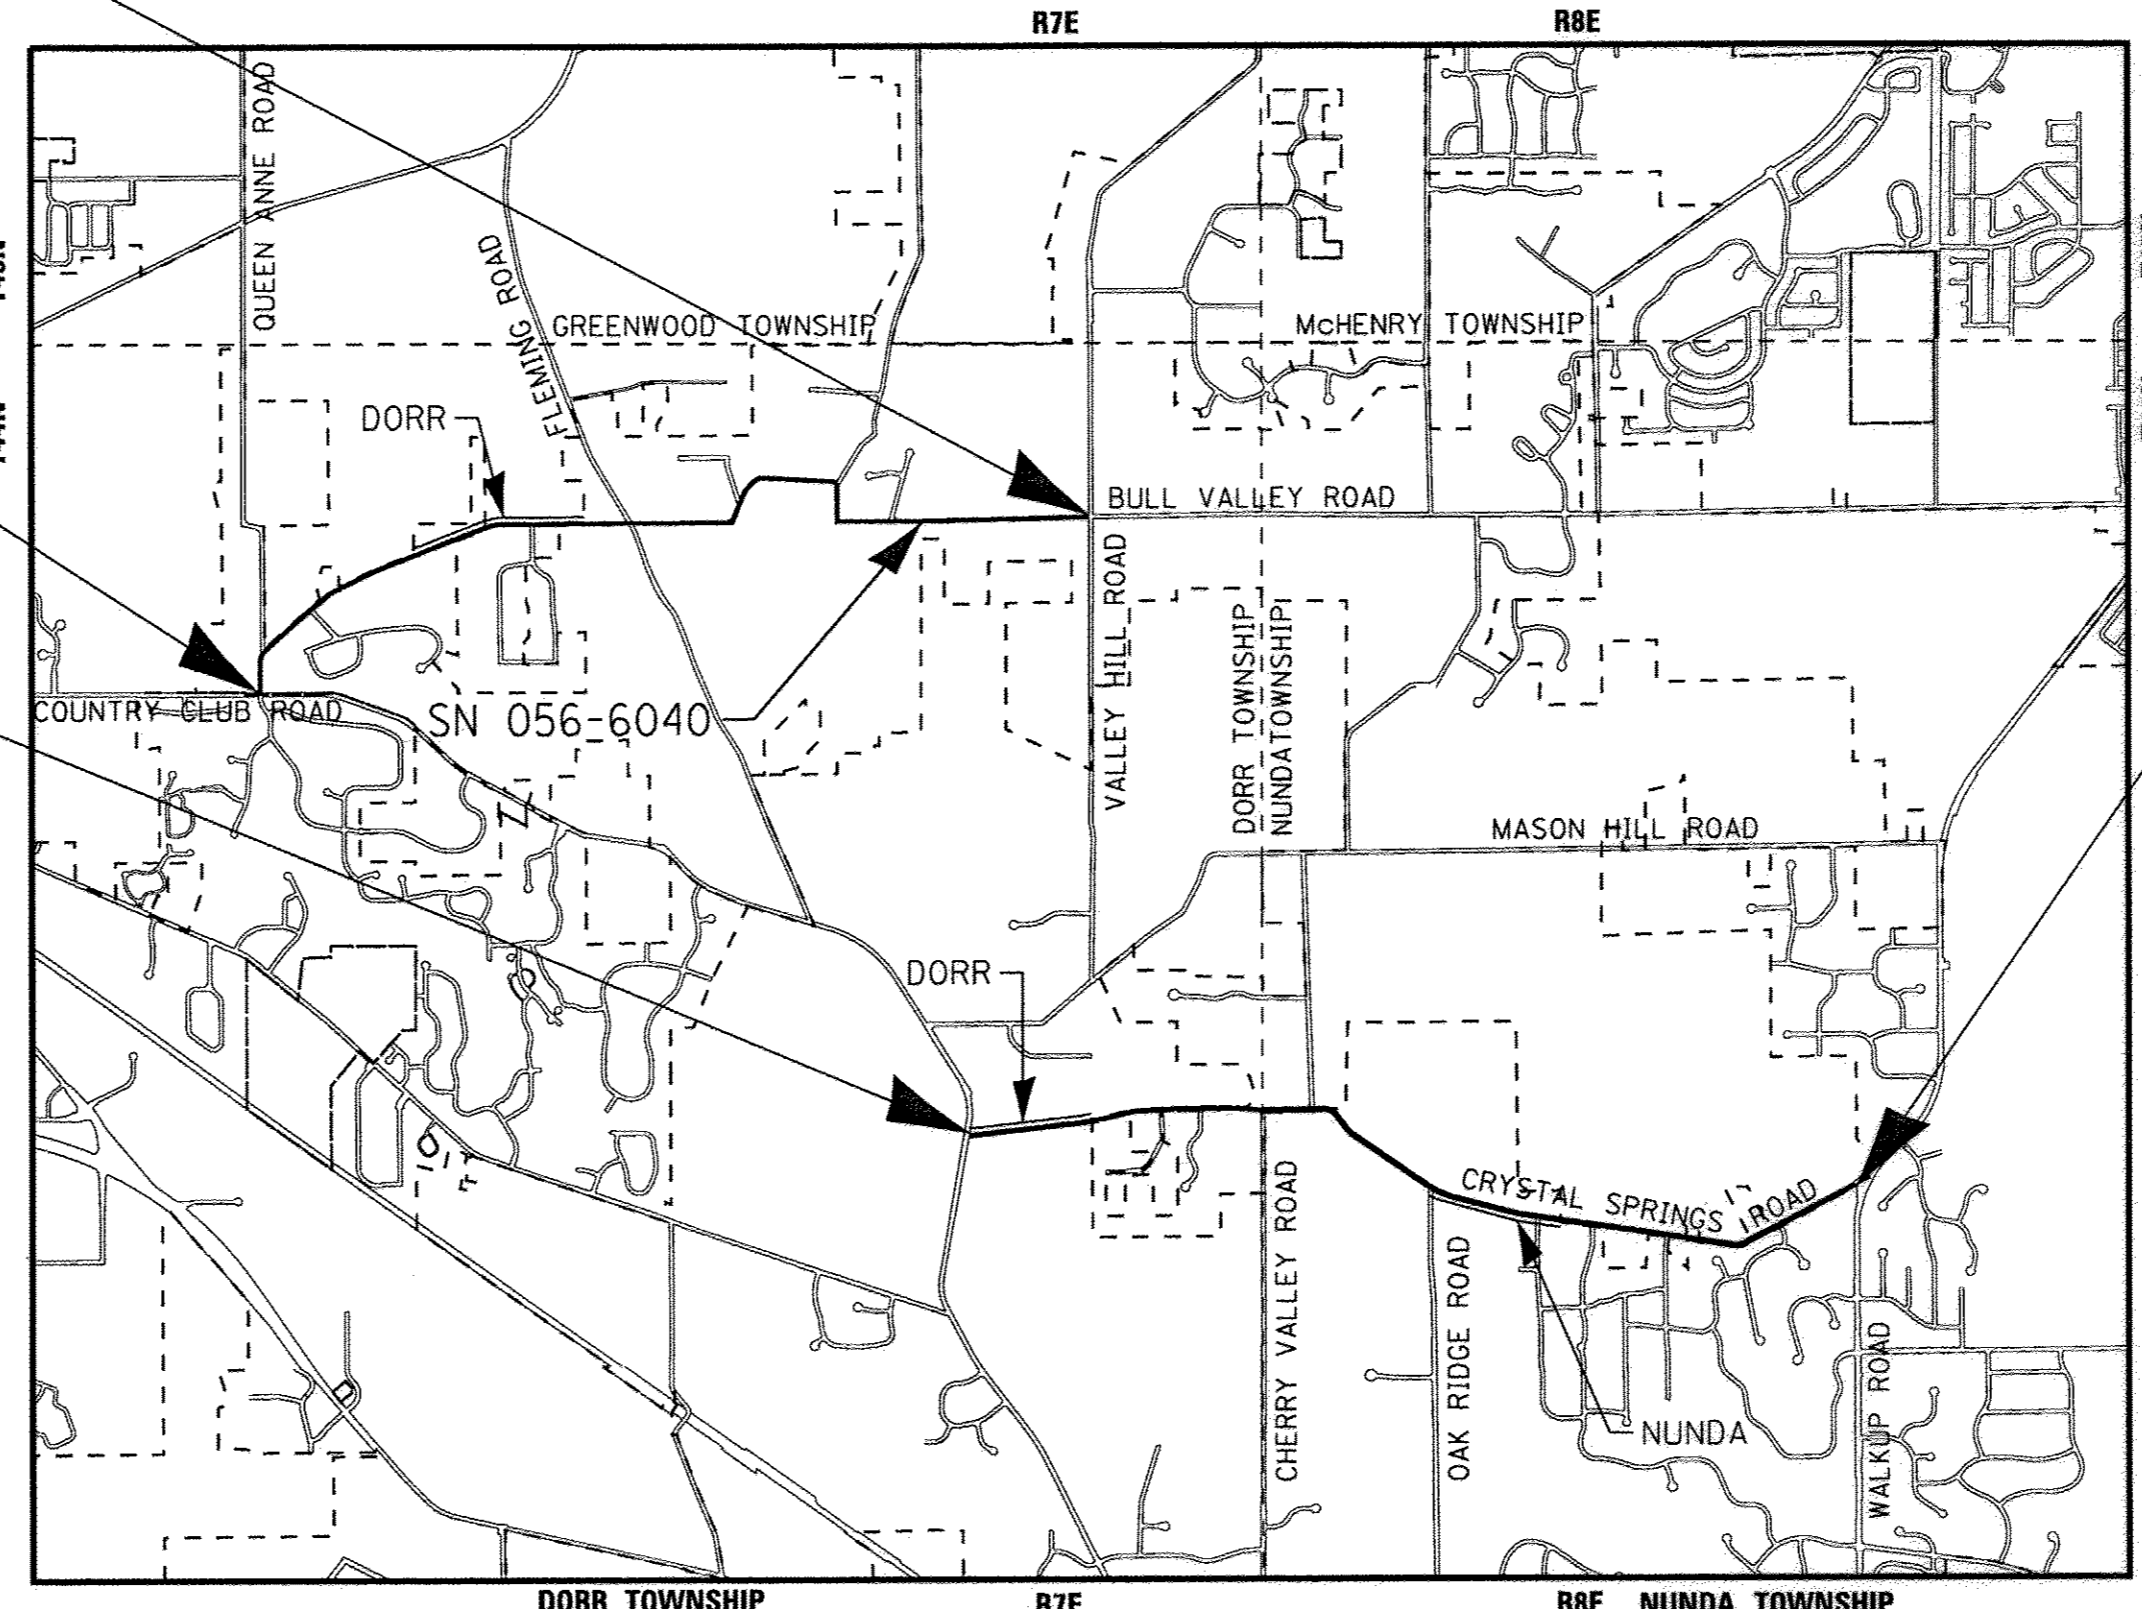 R7E
R8E
QUEEN ANNE ROAD
FLEMING ROAD
GREENWOOD TOWNSHIP
McHENRY TOWNSHIP
DORR
BULL VALLEY ROAD
VALLEY HILL ROAD
DORR TOWNSHIP
NUNDA TOWNSHIP
COUNTRY CLUB ROAD
SN 056-6040
MASON HILL ROAD
DORR
CRYSTAL SPRINGS ROAD
CHERRY VALLEY ROAD
OAK RIDGE ROAD
NUNDA
WALKUP ROAD
DORR TOWNSHIP
R7E
R8E
NUNDA TOWNSHIP